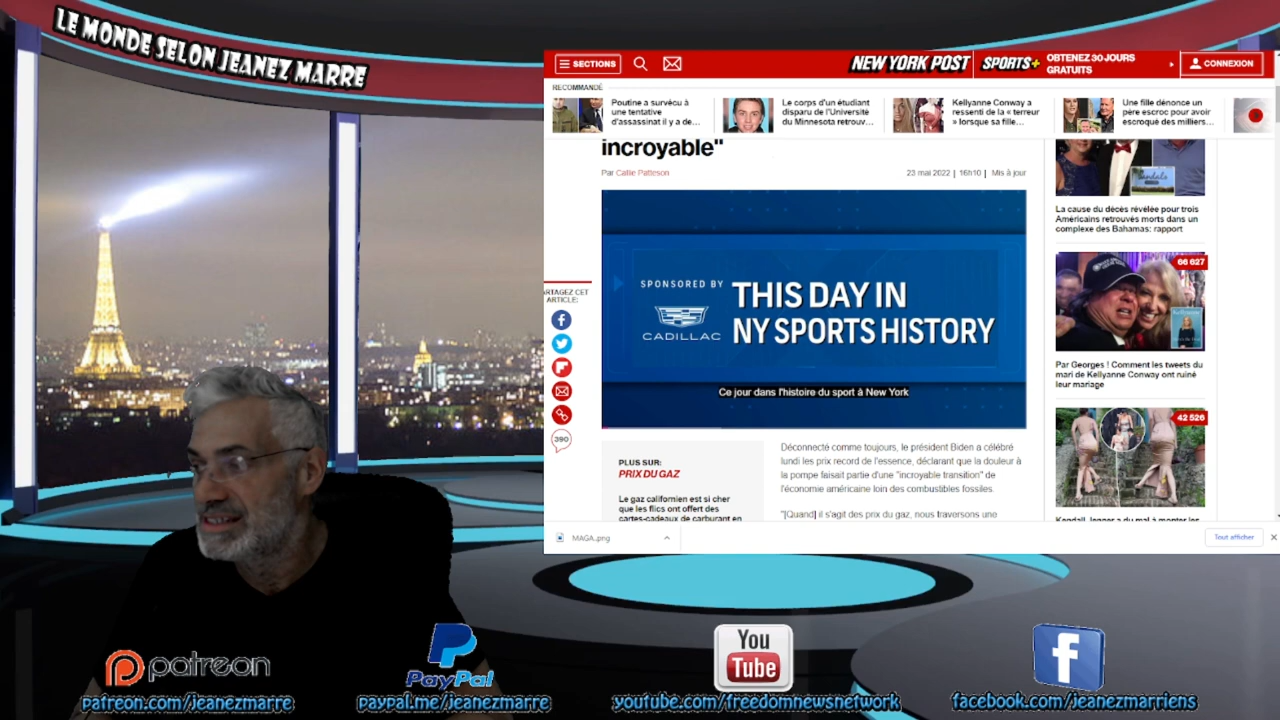 LE MONDE SELON JEANEZ MARRE
SECTIONS
NEW YORK POST
SPORTS+
OBTENEZ 30 JOURS
GRATUITS
CONNEXION
RECOMMANDÉ
Poutine a survécu à
une tentative
d'assassinat il y a de...
Le corps d'un étudiant
disparu de l'Université
du Minnesota retrouv...
Kellyanne Conway a
ressenti de la « terreur
» lorsque sa fille...
Une fille dénonce un
père escroc pour avoir
escroqué des milliers...
incroyable"
Par Callie Patteson
23 mai 2022 | 16h10 | Mis à jour
ARTAGEZ CET
ARTICLE:
390
SPONSORED BY
CADILLAC
THIS DAY IN
NY SPORTS HISTORY
Ce jour dans l'histoire du sport à New York
PLUS SUR:
PRIX DU GAZ
Le gaz californien est si cher
que les flics ont offert des
cartes-cadeaux de carburant en
Déconnecté comme toujours, le président Biden a célébré
lundi les prix record de l'essence, déclarant que la douleur à
la pompe faisait partie d'une "incroyable transition" de
l'économie américaine loin des combustibles fossiles.
"[Quand] il s'agit des prix du gaz, nous traversons une
La cause du décès révélée pour trois
Américains retrouvés morts dans un
complexe des Bahamas: rapport
66 627
Par Georges ! Comment les tweets du
mari de Kellyanne Conway ont ruiné
leur mariage
42 526
Kendall Jenner a du mal à monter les
MAGA.png
Tout afficher
patreon
patreon.com/jeanezmarre
PayPal
paypal.me/jeanezmarre
You
Tube
youtube.com/freedomnewsnetwork
facebook.com/jeanezmarriens